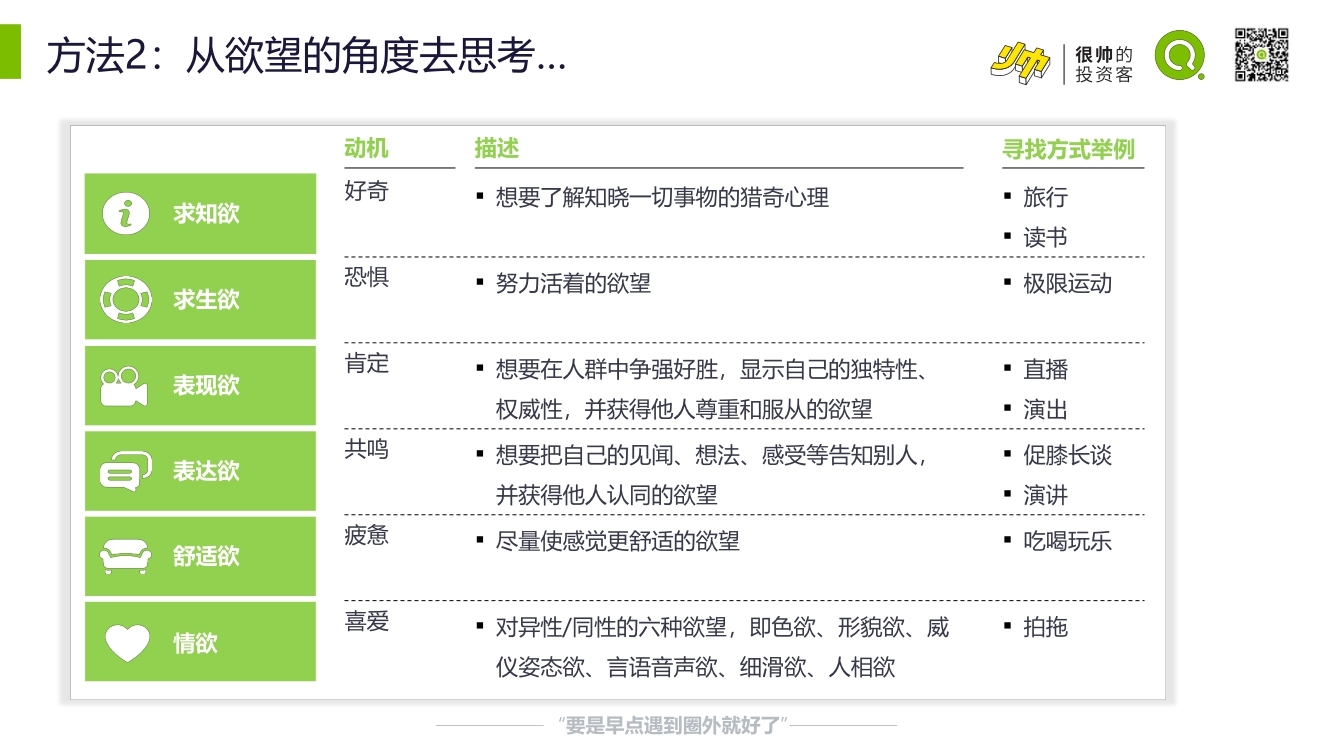 方法2：从欲望的角度去思考...
很帅的
投资客
动机
描述
寻找方式举例
求知欲
好奇
▪ 想要了解知晓一切事物的猎奇心理
▪ 旅行
▪ 读书
求生欲
恐惧
▪ 努力活着的欲望
▪ 极限运动
表现欲
肯定
▪ 想要在人群中争强好胜，显示自己的独特性、
权威性，并获得他人尊重和服从的欲望
▪ 直播
▪ 演出
表达欲
共鸣
▪ 想要把自己的见闻、想法、感受等告知别人，
并获得他人认同的欲望
▪ 促膝长谈
▪ 演讲
舒适欲
疲惫
▪ 尽量使感觉更舒适的欲望
▪ 吃喝玩乐
情欲
喜爱
▪ 对异性/同性的六种欲望，即色欲、形貌欲、威
仪姿态欲、言语音声欲、细滑欲、人相欲
▪ 拍拖
“要是早点遇到圈外就好了”